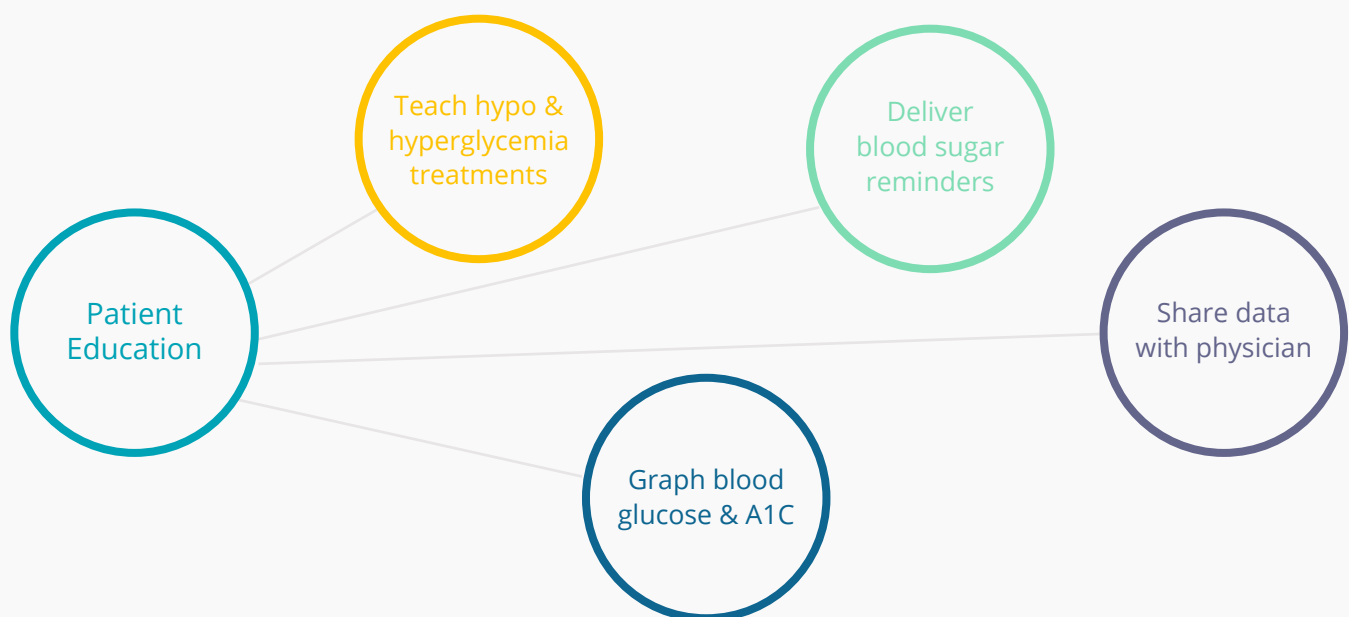 Teach hypo &
hyperglycemia
treatments
Deliver
blood sugar
reminders
Patient
Education
Share data
with physician
Graph blood
glucose & A1C